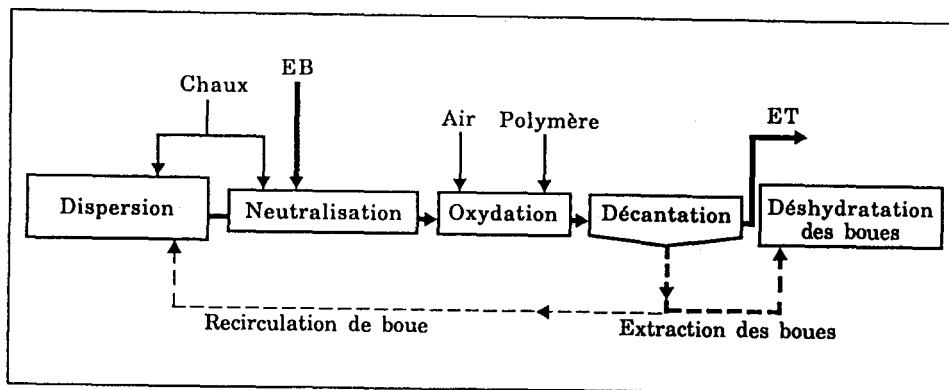 EB
Chaux
Air
Polymère
ET
Dispersion
Neutralisation
Oxydation
Décantation
Déshydratation
des boues
Recirculation de boue
Extraction des boues